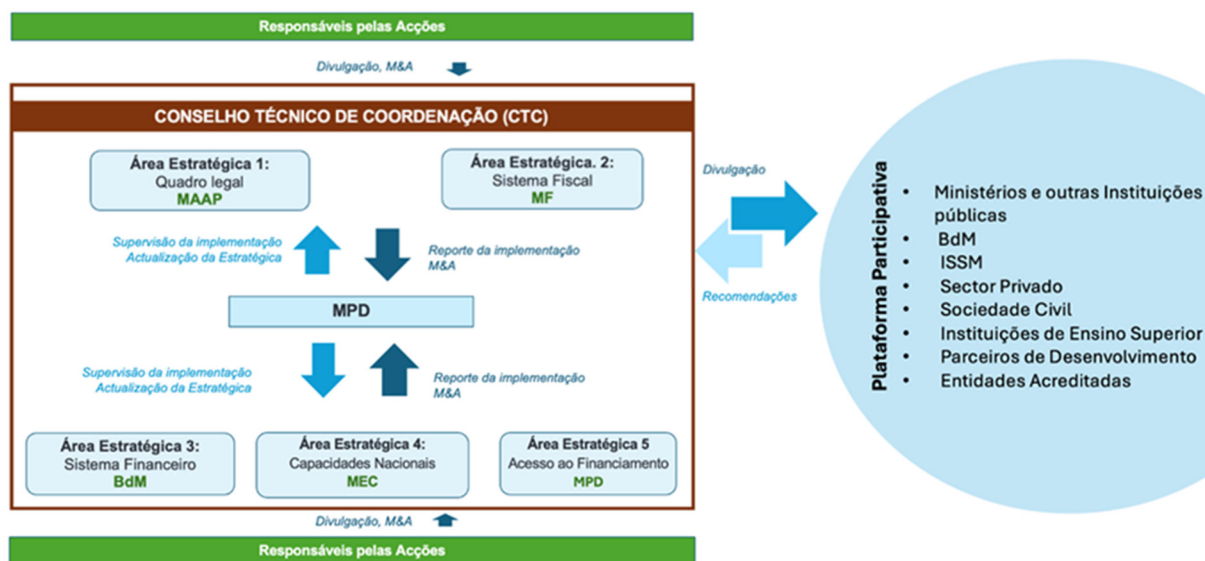 Responsáveis pelas Acções
Divulgação, M&A
CONSELHO TÉCNICO DE COORDENAÇÃO (CTC)
Área Estratégica 1:
Quadro legal
MAAP
Área Estratégica. 2:
Sistema Fiscal
MF
Supervisão da implementação
Actualização da Estratégica
Reporte da implementação
M&A
MPD
Supervisão da implementação
Actualização da Estratégica
Reporte da implementação
M&A
Área Estratégica 3:
Sistema Financeiro
BdM
Área Estratégica 4:
Capacidades Nacionais
MEC
Área Estratégica 5
Acesso ao Financiamento
MPD
Divulgação, M&A
Responsáveis pelas Acções
Divulgação
Recomendações
Plataforma Participativa
• Ministérios e outras Instituições
públicas
• BdM
• ISSM
• Sector Privado
• Sociedade Civil
• Instituições de Ensino Superior
• Parceiros de Desenvolvimento
• Entidades Acreditadas